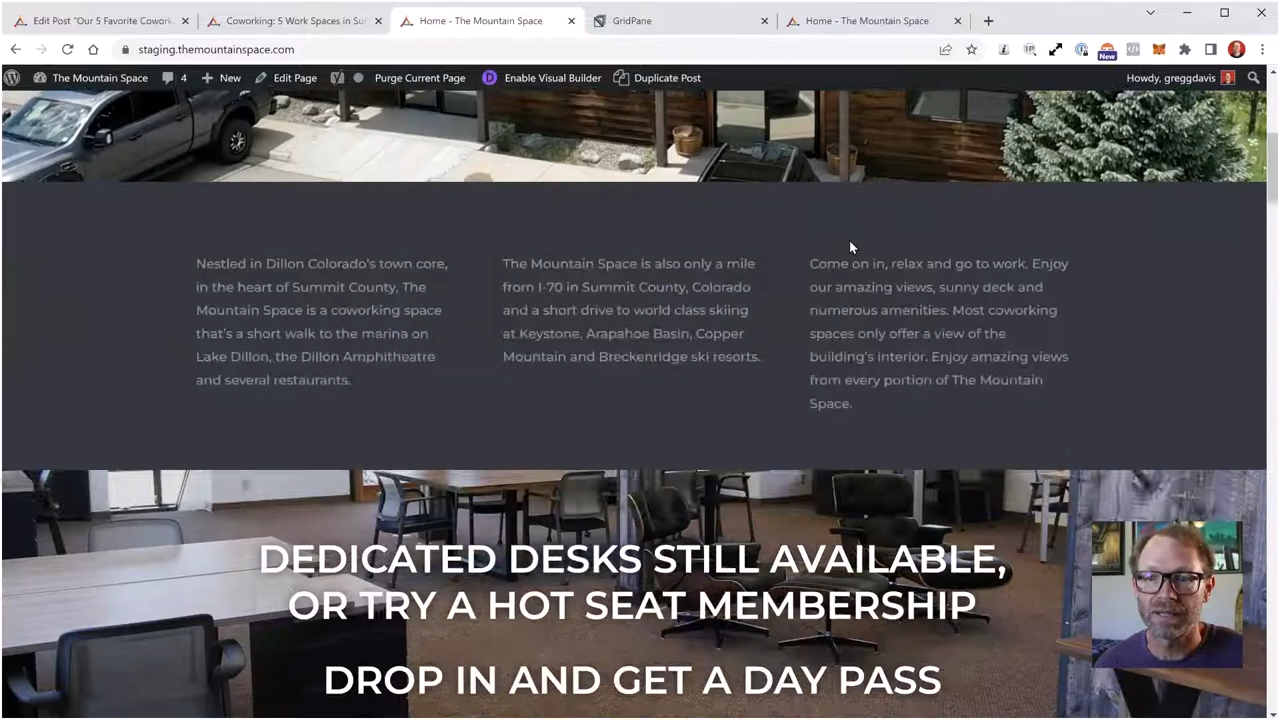 Edit Post "Our 5 Favorite Cowork
Coworking: 5 Work Spaces in Su
Home - The Mountain Space
GridPane
Home - The Mountain Space
staging.themountainspace.com
New
The Mountain Space
4
New
Edit Page
Purge Current Page
Enable Visual Builder
Duplicate Post
Howdy, greggdavis
Nestled in Dillon Colorado's town core,
in the heart of Summit County, The
Mountain Space is a coworking space
that's a short walk to the marina on
Lake Dillon, the Dillon Amphitheatre
and several restaurants.
The Mountain Space is also only a mile
from I-70 in Summit County, Colorado
and a short drive to world class skiing
at Keystone. Arapahoe Basin, Copper
Mountain and Breckenridge ski resorts.
Come on in, relax and go to work. Enjoy
our amazing views, sunny deck and
numerous amenities. Most coworking
spaces only offer a view of the
building's interior. Enjoy amazing views
from every portion of The Mountain
Space.
DEDICATED DESKS STILL AVAILABLE,
OR TRY A HOT SEAT MEMBERSHIP
DROP IN AND GET A DAY PASS